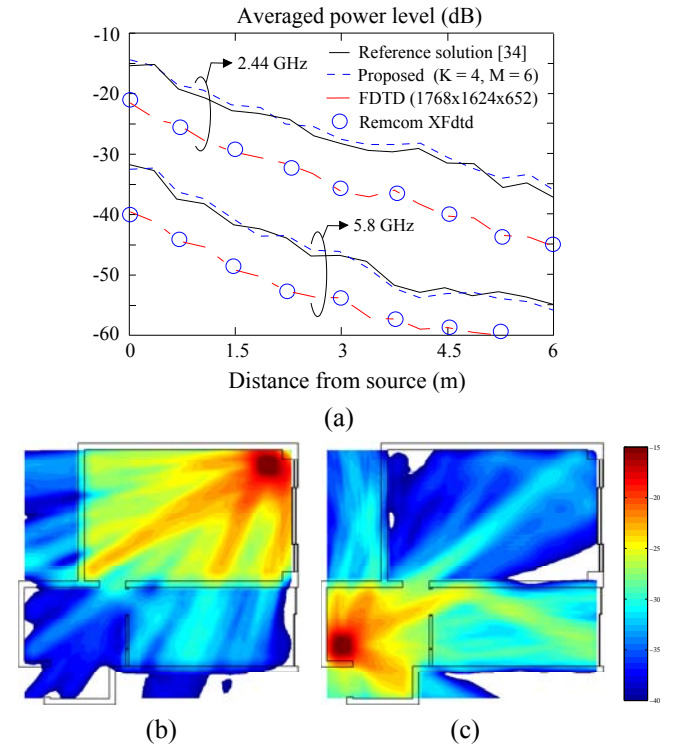 Averaged power level (dB)
-10
-20
-30
-40
-50
-60
2.44 GHz
Reference solution [34]
Proposed (K = 4, M = 6)
FDTD (1768x1624x652)
Remcom XFdtd
5.8 GHz
0
1.5
3
4.5
6
Distance from source (m)
(a)
-15
-20
-25
-30
-35
-40
(b)
(c)